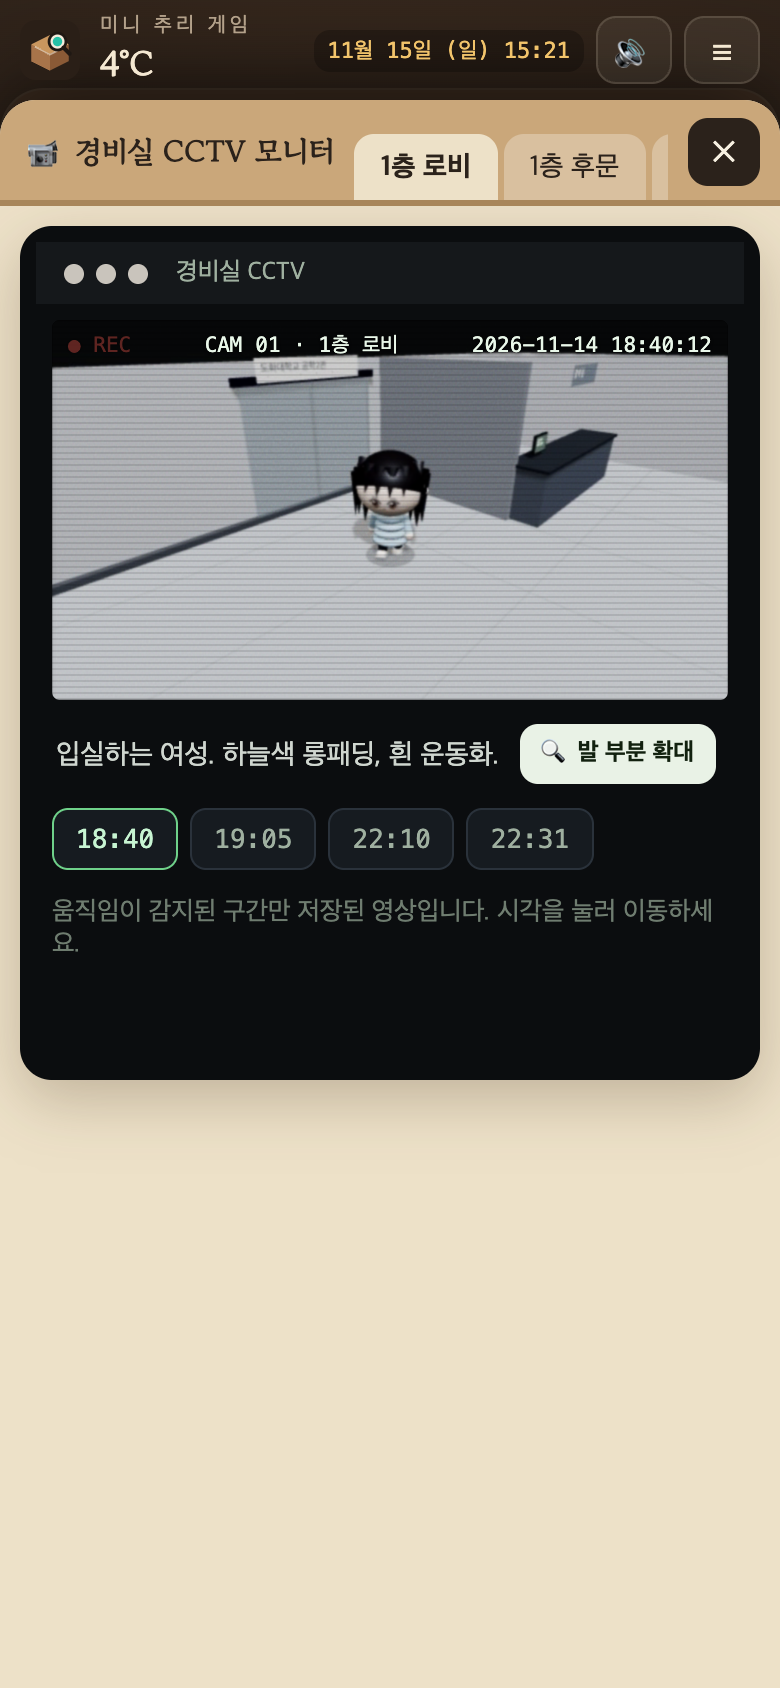 미니 추리 게임
4℃
11월 15일 (일) 15:21
경비실 CCTV 모니터
1층 로비
1층 후문
경비실 CCTV
REC
CAM 01 · 1층 로비
2026-11-14 18:40:12
입실하는 여성. 하늘색 롱패딩, 흰 운동화.
발 부분 확대
18:40
19:05
22:10
22:31
움직임이 감지된 구간만 저장된 영상입니다. 시각을 눌러 이동하세
요.